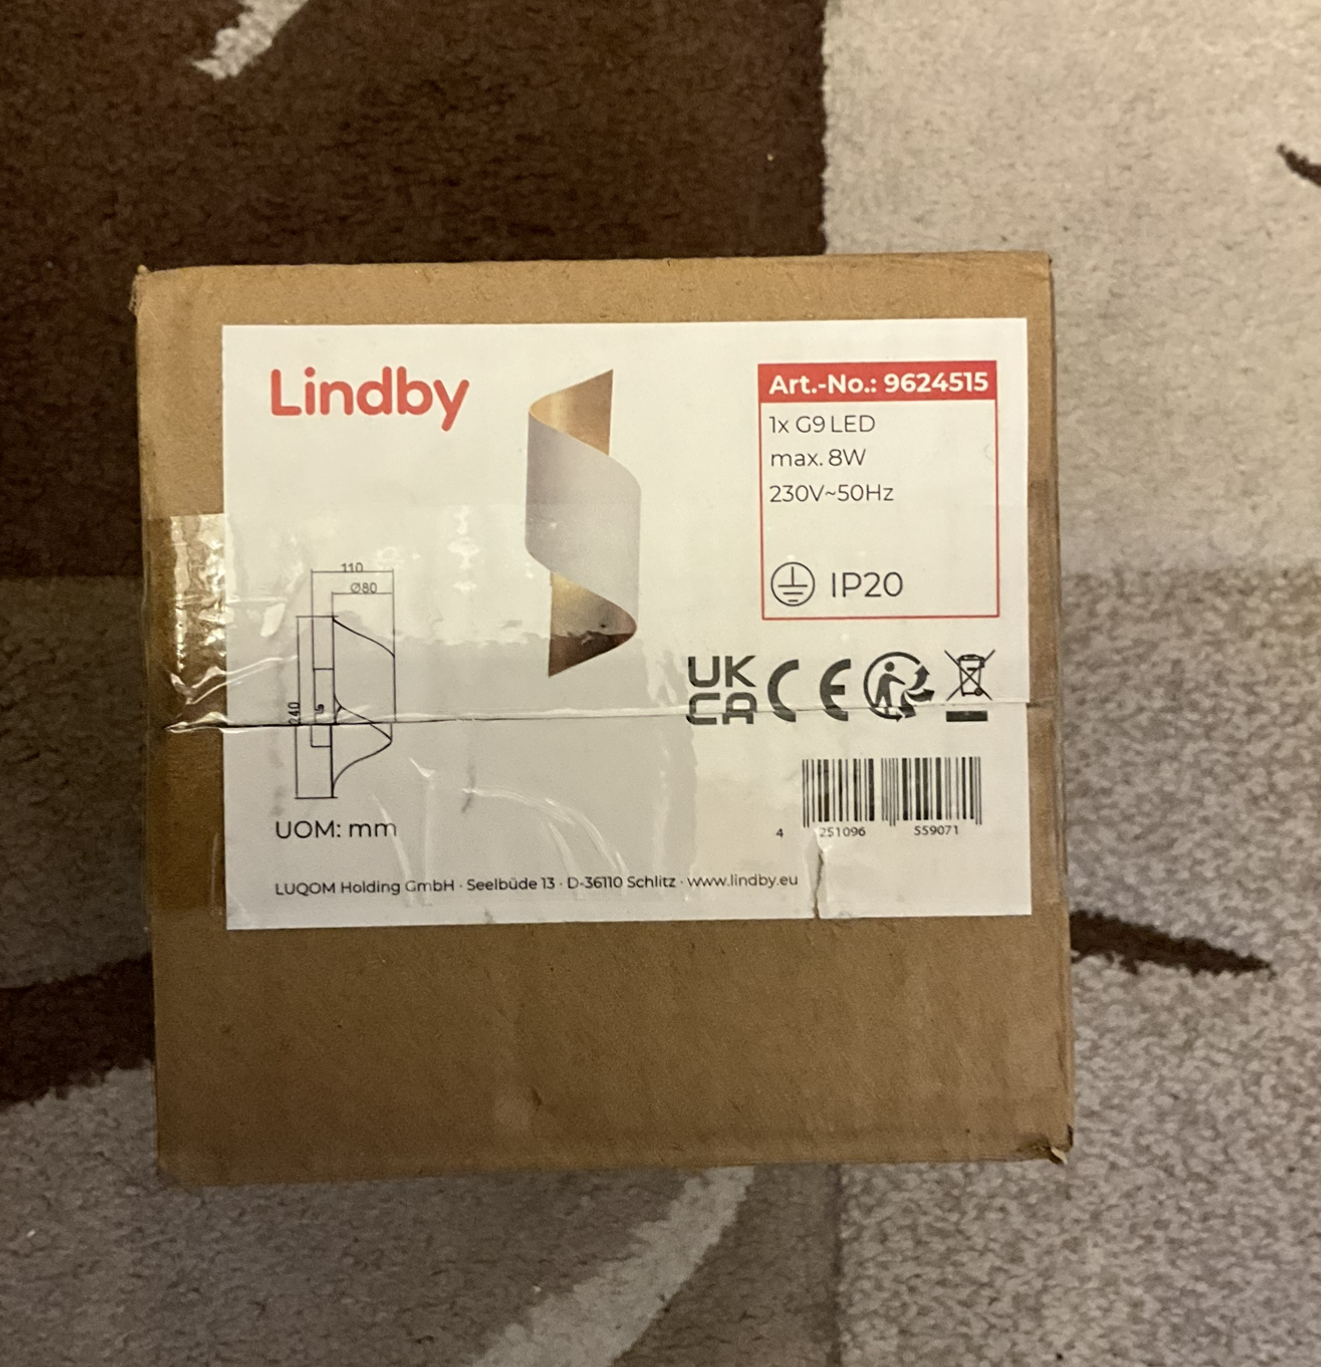 Lindby
Art.-No.: 9624515
1x G9 LED
max. 8W
230V~50Hz
IP20
110
Ø80
240
UK
CA CE
UOM: mm
4 251096 559071
LUQOM Holding GmbH · Seelbüde 13 · D-36110 Schlitz · www.lindby.eu